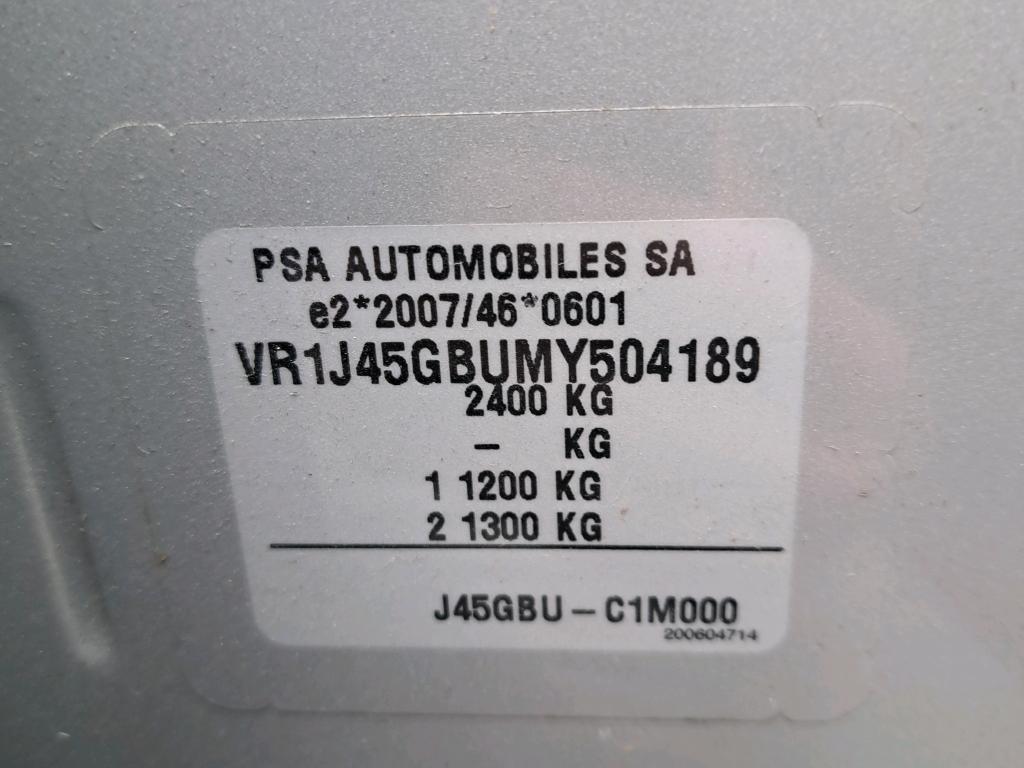 PSA AUTOMOBILES SA
e2*2007/46*0601
VR1J45GBUMY504189
2400 KG
– KG
1 1200 KG
2 1300 KG
J45GBU – C1M000
200604714